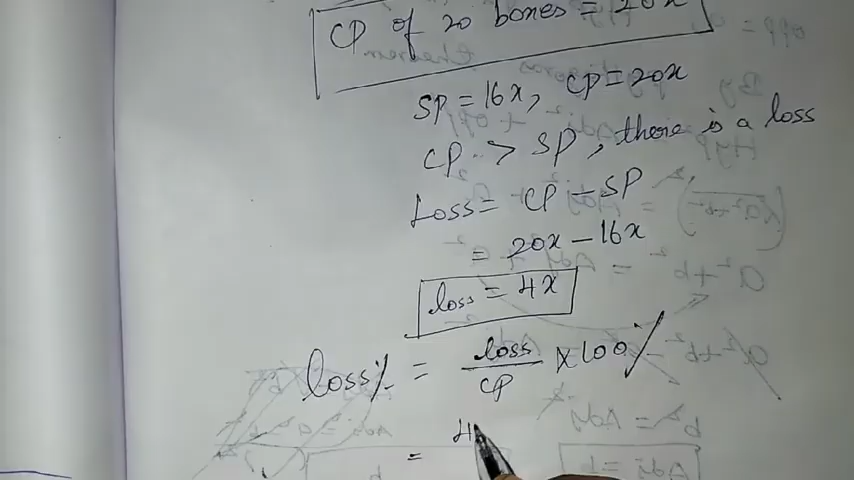 CP of 20 boxes = 20x
SP = 16x, CP = 20x
CP > SP, there is a loss
Loss = CP - SP
= 20x - 16x
loss = 4x
loss% = loss/CP × 100%
= 4